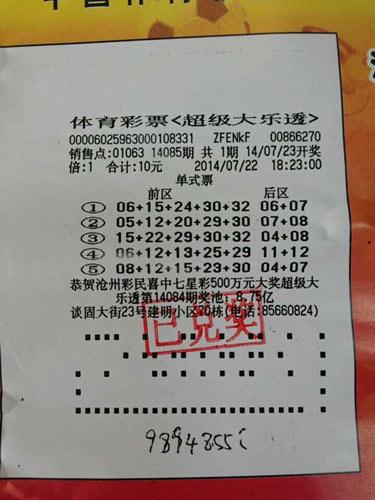 体育彩票<超级大乐透>
00006025963000108331 ZFENkF 00866270
销售点:01063 14085期 共 1期 14/07/23开奖
倍:1 合计:10元 2014/07/22 18:23:00
单式票
前区 后区
① 06+15+24+30+32 06+07
② 05+12+20+29+30 07+08
③ 15+22+29+30+32 04+07
④ 06+12+13+25+29 11+12
⑤ 08+12+15+23+30 04+08
恭贺沧州彩民喜中七星彩500万元大奖超级大
乐透第14084期奖池:8.75亿
谈固大街23号建明小区70栋(电话:85660824)
已兑奖